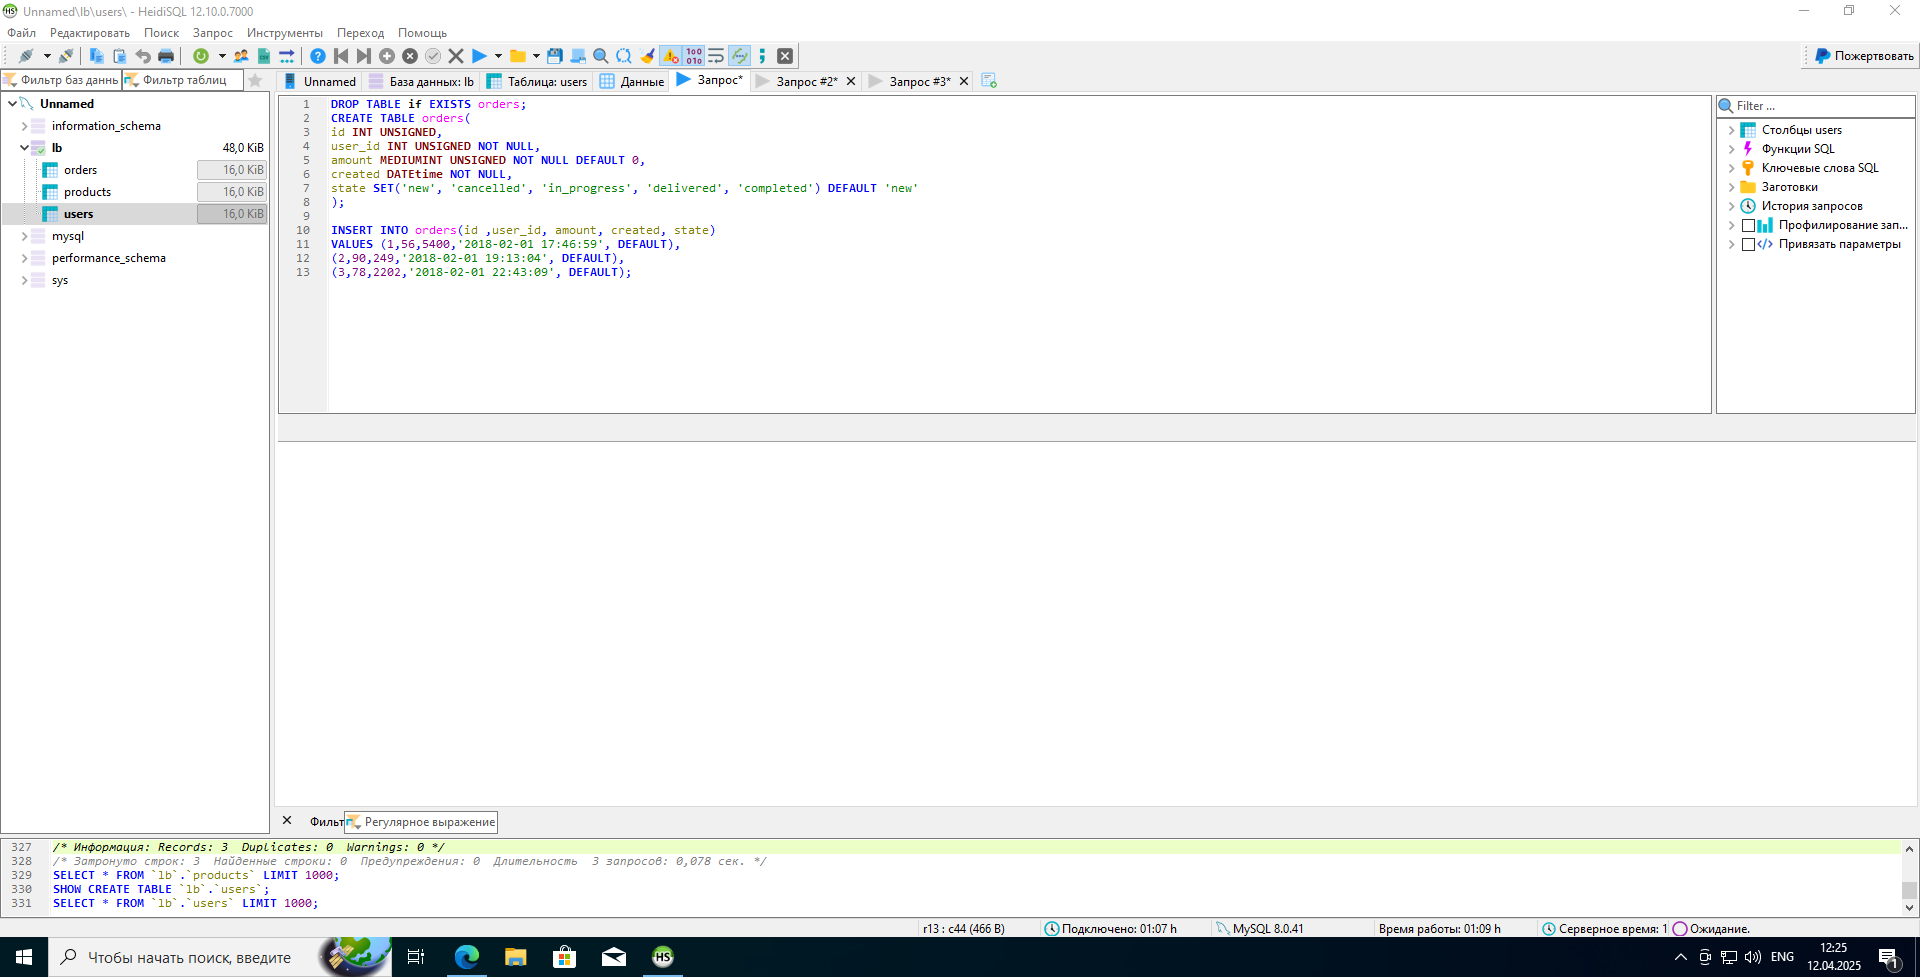 Unnamed\lb\users\ - HeidiSQL 12.10.0.7000
Файл Редактировать Поиск Запрос Инструменты Переход Помощь
Пожертвовать
Фильтр баз данн Фильтр таблиц
Unnamed База данных: lb Таблица: users Данные Запрос* Запрос #2* Запрос #3*
Unnamed
information_schema
lb 48,0 KiB
orders 16,0 KiB
products 16,0 KiB
users 16,0 KiB
mysql
performance_schema
sys
1 DROP TABLE if EXISTS orders;
2 CREATE TABLE orders(
3 id INT UNSIGNED,
4 user_id INT UNSIGNED NOT NULL,
5 amount MEDIUMINT UNSIGNED NOT NULL DEFAULT 0,
6 created DATEtime NOT NULL,
7 state SET('new', 'cancelled', 'in_progress', 'delivered', 'completed') DEFAULT 'new'
8 );
9
10 INSERT INTO orders(id ,user_id, amount, created, state)
11 VALUES (1,56,5400,'2018-02-01 17:46:59', DEFAULT),
12 (2,90,249,'2018-02-01 19:13:04', DEFAULT),
13 (3,78,2202,'2018-02-01 22:43:09', DEFAULT);
Filter ...
Столбцы users
Функции SQL
Ключевые слова SQL
Заготовки
История запросов
Профилирование зап...
Привязать параметры
Фильт Регулярное выражение
327 /* Информация: Records: 3  Duplicates: 0  Warnings: 0 */
328 /* Затронуто строк: 3  Найденные строки: 0  Предупреждения: 0  Длительность  3 запросов: 0,078 сек. */
329 SELECT * FROM `lb`.`products` LIMIT 1000;
330 SHOW CREATE TABLE `lb`.`users`;
331 SELECT * FROM `lb`.`users` LIMIT 1000;
r13 : c44 (466 B) Подключено: 01:07 h MySQL 8.0.41 Время работы: 01:09 h Серверное время: 1 Ожидание.
Чтобы начать поиск, введите
HS
ENG
12:25
12.04.2025
1